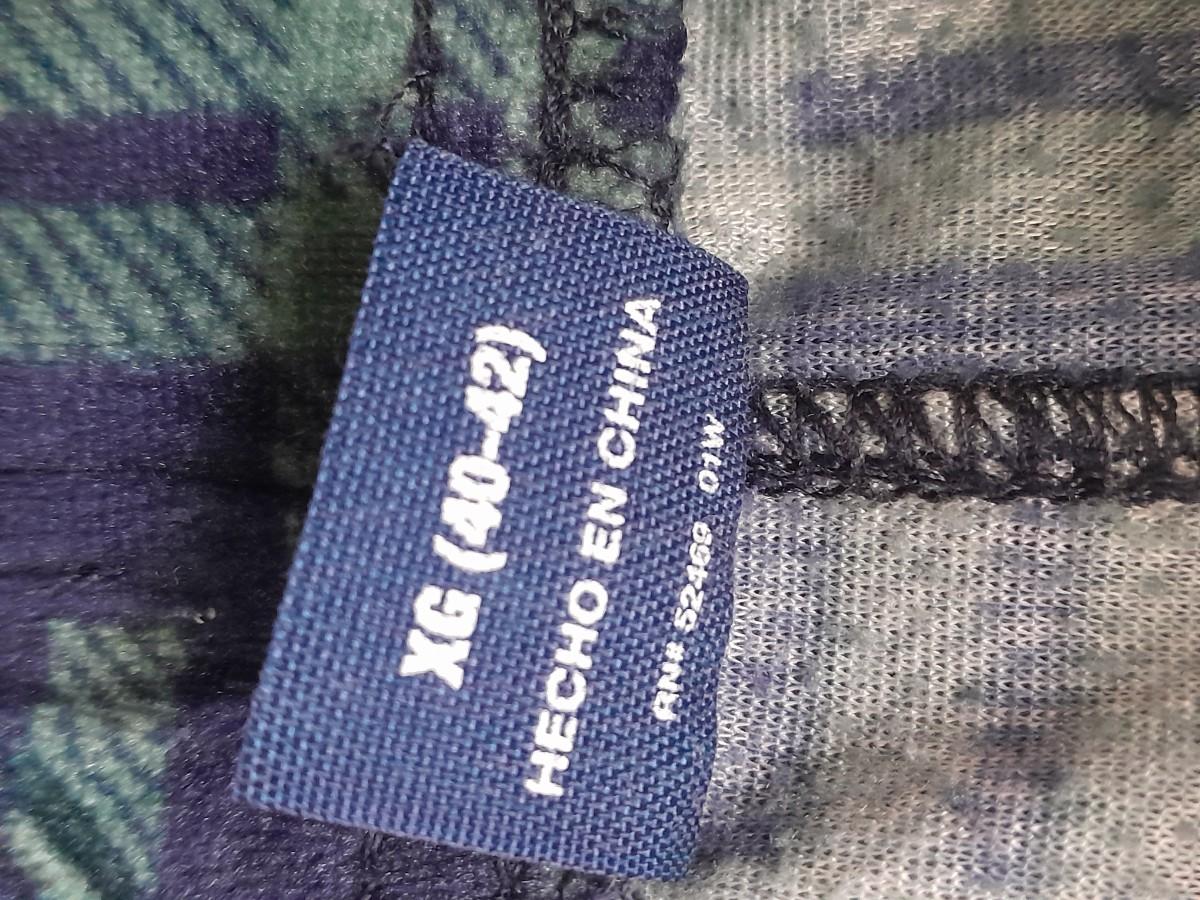 XG (40-42)
HECHO EN CHINA
RN# 52469 01W